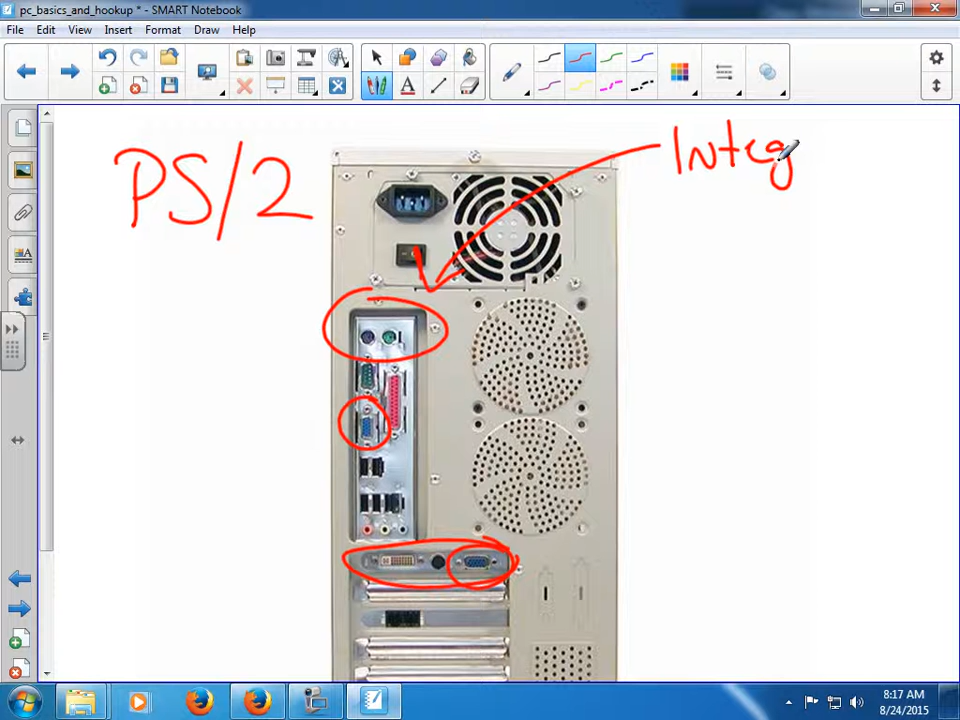 pc_basics_and_hookup * - SMART Notebook
File Edit View Insert Format Draw Help
PS/2
Integ
8:17 AM
8/24/2015